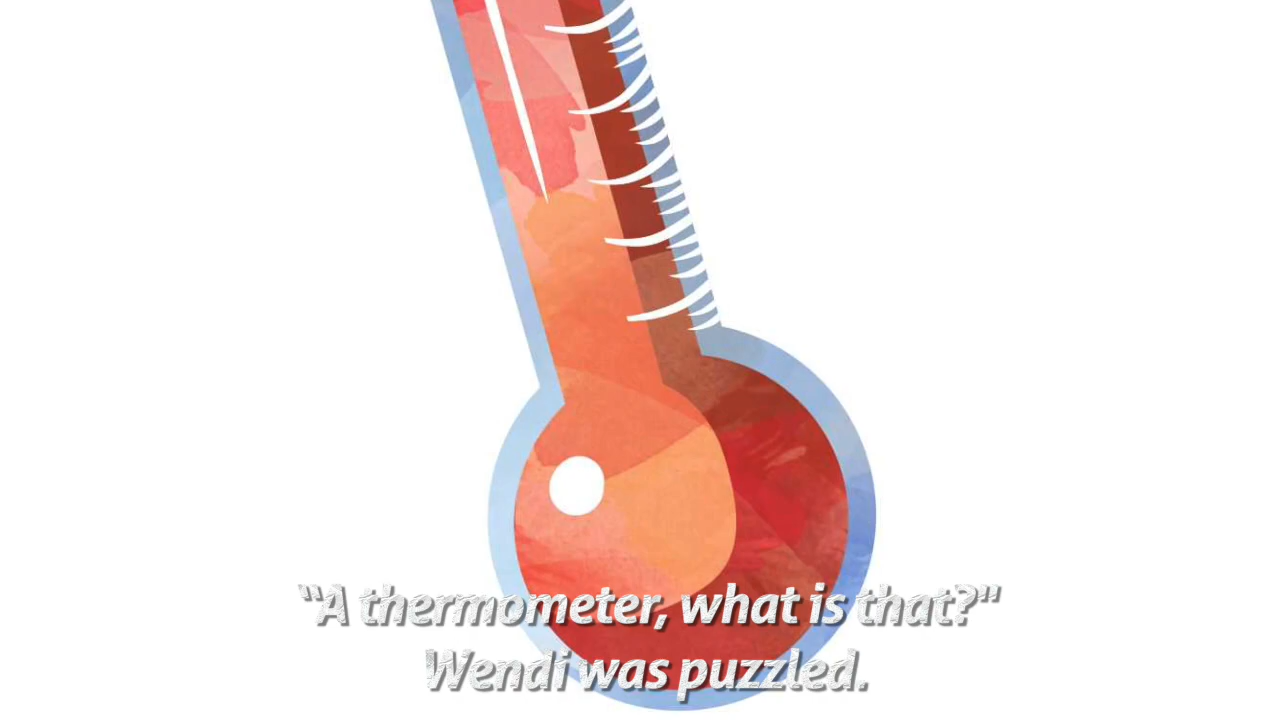 “A thermometer, what is that?”
Wendi was puzzled.